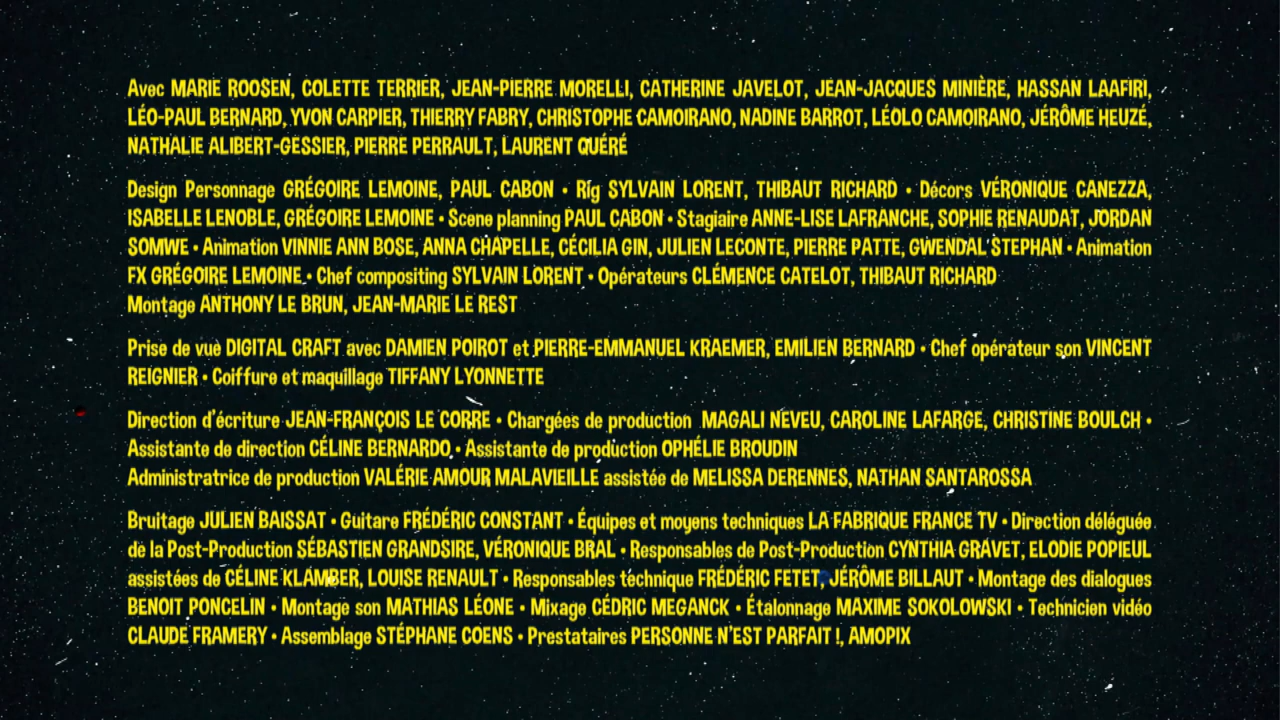 Avec MARIE ROOSEN, COLETTE TERRIER, JEAN-PIERRE MORELLI, CATHERINE JAVELOT, JEAN-JACQUES MINIÈRE, HASSAN LAAFIRI,
LÉO-PAUL BERNARD, YVON CARPIER, THIERRY FABRY, CHRISTOPHE CAMOIRANO, NADINE BARROT, LÉOLO CAMOIRANO, JÉRÔME HEUZÉ,
NATHALIE ALIBERT-GESSIER, PIERRE PERRAULT, LAURENT QUÉRÉ
Design Personnage GRÉGOIRE LEMOINE, PAUL CABON • Rig SYLVAIN LORENT, THIBAUT RICHARD • Décors VÉRONIQUE CANEZZA,
ISABELLE LENOBLE, GRÉGOIRE LEMOINE • Scene planning PAUL CABON • Stagiaire ANNE-LISE LAFRANCHE, SOPHIE RENAUDAT, JORDAN
SOMWE • Animation VINNIE ANN BOSE, ANNA CHAPELLE, CÉCILIA GIN, JULIEN LECONTE, PIERRE PATTE, GWENDAL STEPHAN • Animation
FX GRÉGOIRE LEMOINE • Chef compositing SYLVAIN LORENT • Opérateurs CLÉMENCE CATELOT, THIBAUT RICHARD
Montage ANTHONY LE BRUN, JEAN-MARIE LE REST
Prise de vue DIGITAL CRAFT avec DAMIEN POIROT et PIERRE-EMMANUEL KRAEMER, EMILIEN BERNARD • Chef opérateur son VINCENT
REIGNIER • Coiffure et maquillage TIFFANY LYONNETTE
Direction d'écriture JEAN-FRANÇOIS LE CORRE • Chargées de production MAGALI NEVEU, CAROLINE LAFARGE, CHRISTINE BOULCH •
Assistante de direction CÉLINE BERNARDO • Assistante de production OPHÉLIE BROUDIN
Administratrice de production VALÉRIE AMOUR MALAVIEILLE assistée de MELISSA DERENNES, NATHAN SANTAROSSA
Bruitage JULIEN BAISSAT • Guitare FRÉDÉRIC CONSTANT • Équipes et moyens techniques LA FABRIQUE FRANCE TV • Direction déléguée
de la Post-Production SÉBASTIEN GRANDSIRE, VÉRONIQUE BRAL • Responsables de Post-Production CYNTHIA GRAVET, ELODIE POPIEUL
assistées de CÉLINE KLAMBER, LOUISE RENAULT • Responsables technique FRÉDÉRIC FETET, JÉRÔME BILLAUT • Montage des dialogues
BENOIT PONCELIN • Montage son MATHIAS LÉONE • Mixage CÉDRIC MEGANCK • Étalonnage MAXIME SOKOLOWSKI • Technicien vidéo
CLAUDE FRAMERY • Assemblage STÉPHANE COENS • Prestataires PERSONNE N'EST PARFAIT !, AMOPIX